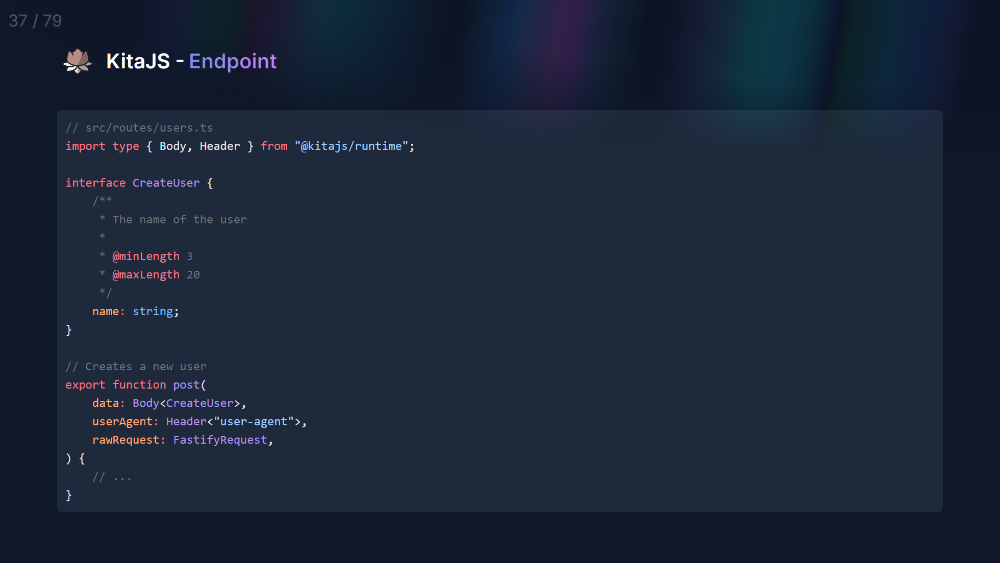 37 / 79
KitaJS - Endpoint
// src/routes/users.ts
import type { Body, Header } from "@kitajs/runtime";
interface CreateUser {
/**
* The name of the user
*
* @minLength 3
* @maxLength 20
*/
name: string;
}
// Creates a new user
export function post(
data: Body<CreateUser>,
userAgent: Header<"user-agent">,
rawRequest: FastifyRequest,
) {
// ...
}